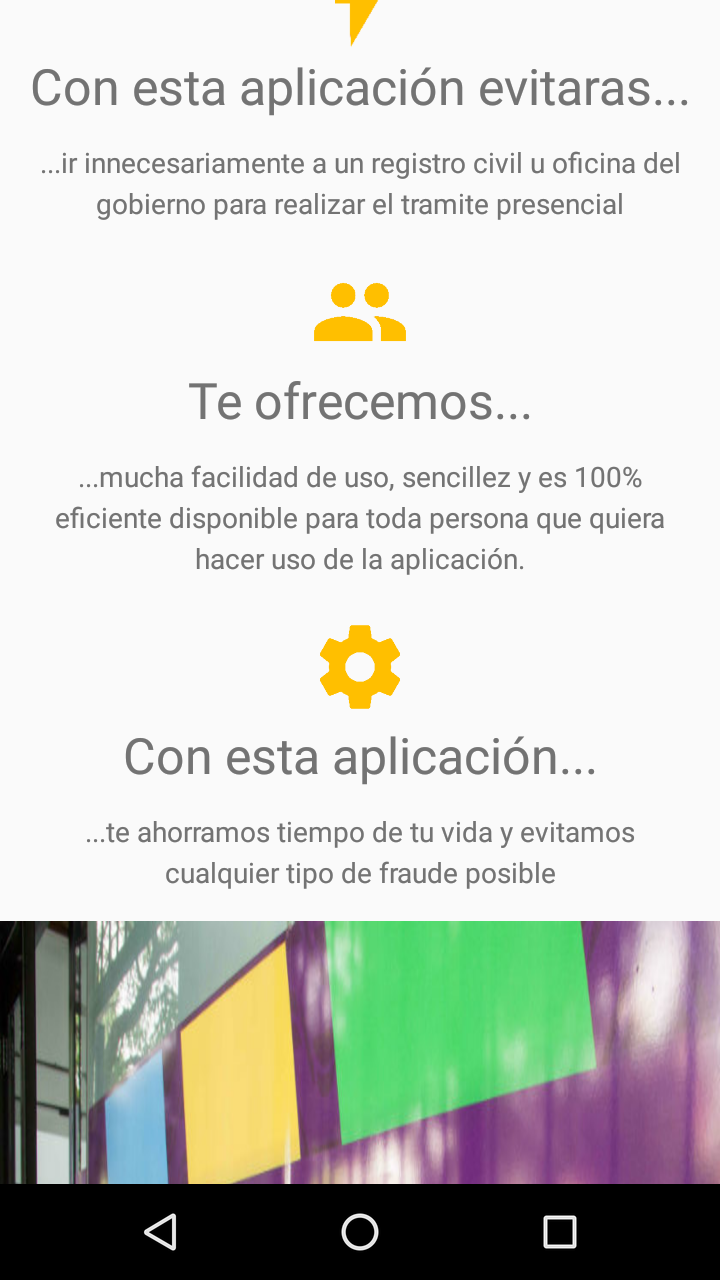 Con esta aplicación evitaras...
...ir innecesariamente a un registro civil u oficina del
gobierno para realizar el tramite presencial
Te ofrecemos...
...mucha facilidad de uso, sencillez y es 100%
eficiente disponible para toda persona que quiera
hacer uso de la aplicación.
Con esta aplicación...
...te ahorramos tiempo de tu vida y evitamos
cualquier tipo de fraude posible